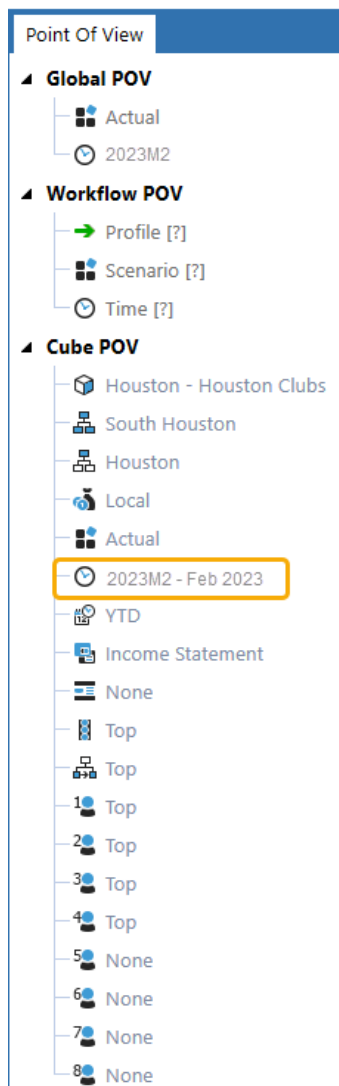 Point Of View
Global POV
Actual
2023M2
Workflow POV
Profile [?]
Scenario [?]
Time [?]
Cube POV
Houston - Houston Clubs
South Houston
Houston
Local
Actual
2023M2 - Feb 2023
YTD
Income Statement
None
Top
Top
1 Top
2 Top
3 Top
4 Top
5 None
6 None
7 None
8 None